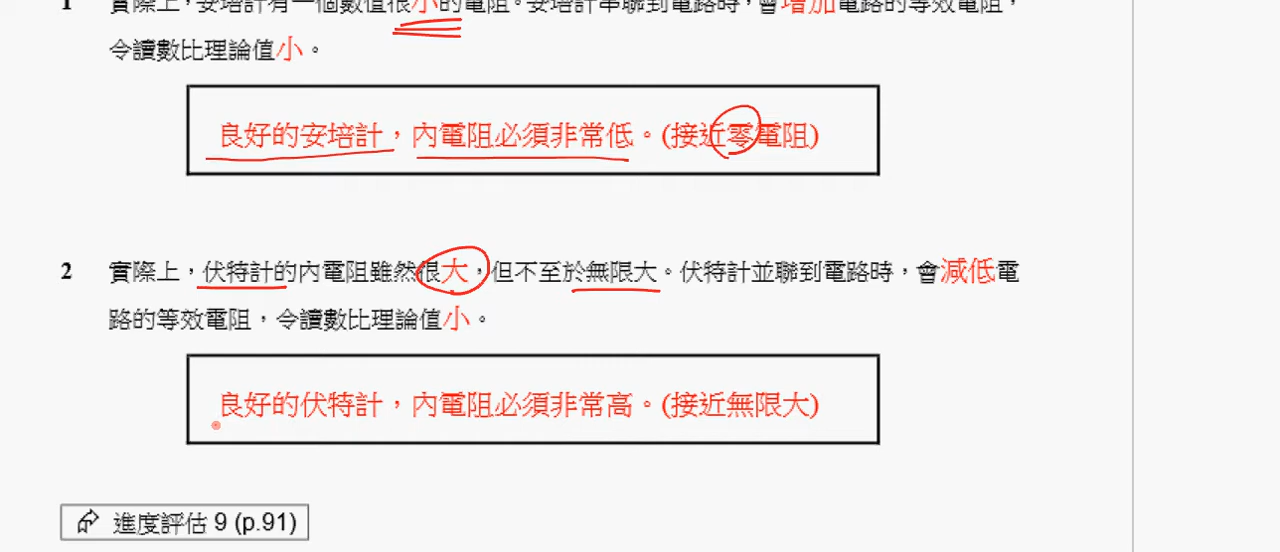 1 實際上，安培計有一個數值很小的電阻。安培計串聯到電路時，會增加電路的等效電阻，
令讀數比理論值小。
良好的安培計，內電阻必須非常低。(接近零電阻)
2 實際上，伏特計的內電阻雖然很大，但不至於無限大。伏特計並聯到電路時，會減低電
路的等效電阻，令讀數比理論值小。
良好的伏特計，內電阻必須非常高。(接近無限大)
進度評估 9 (p.91)